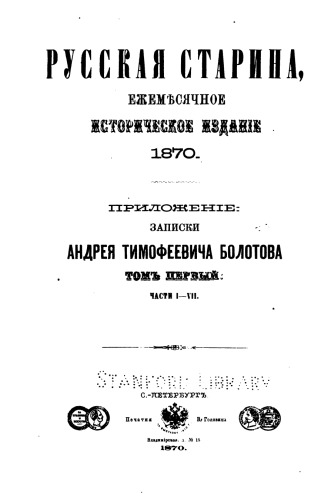 РУССКАЯ СТАРИНА,
ЕЖЕМѢСЯЧНОЕ
ИСТОРИЧЕСКОЕ ИЗДАНІЕ
1870.
ПРИЛОЖЕНІЕ:
ЗАПИСКИ
АНДРЕЯ ТИМОФЕЕВИЧА БОЛОТОВА
ТОМЪ ПЕРВЫЙ:
ЧАСТИ I—VII.
STANFORD LIBRARY
С.-ПЕТЕРБУРГЪ
Печатня В. Головина
Владимірская, № 15
1870.